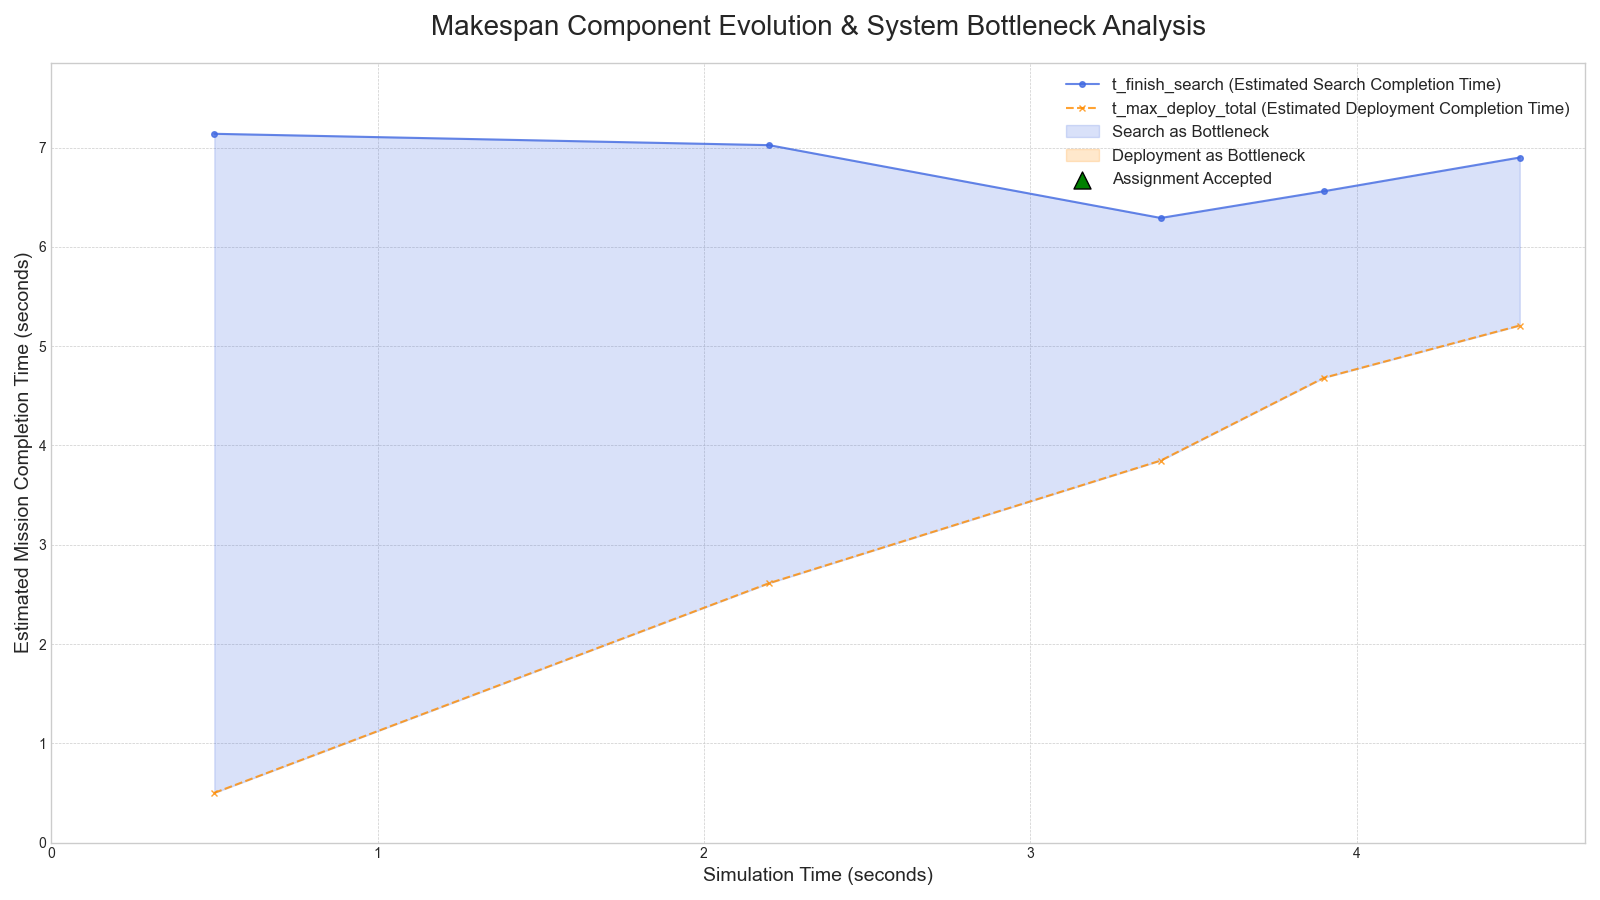 Makespan Component Evolution & System Bottleneck Analysis
t_finish_search (Estimated Search Completion Time)
t_max_deploy_total (Estimated Deployment Completion Time)
Search as Bottleneck
Deployment as Bottleneck
Assignment Accepted
Estimated Mission Completion Time (seconds)
7
6
5
4
3
2
1
0
0 1 2 3 4
Simulation Time (seconds)